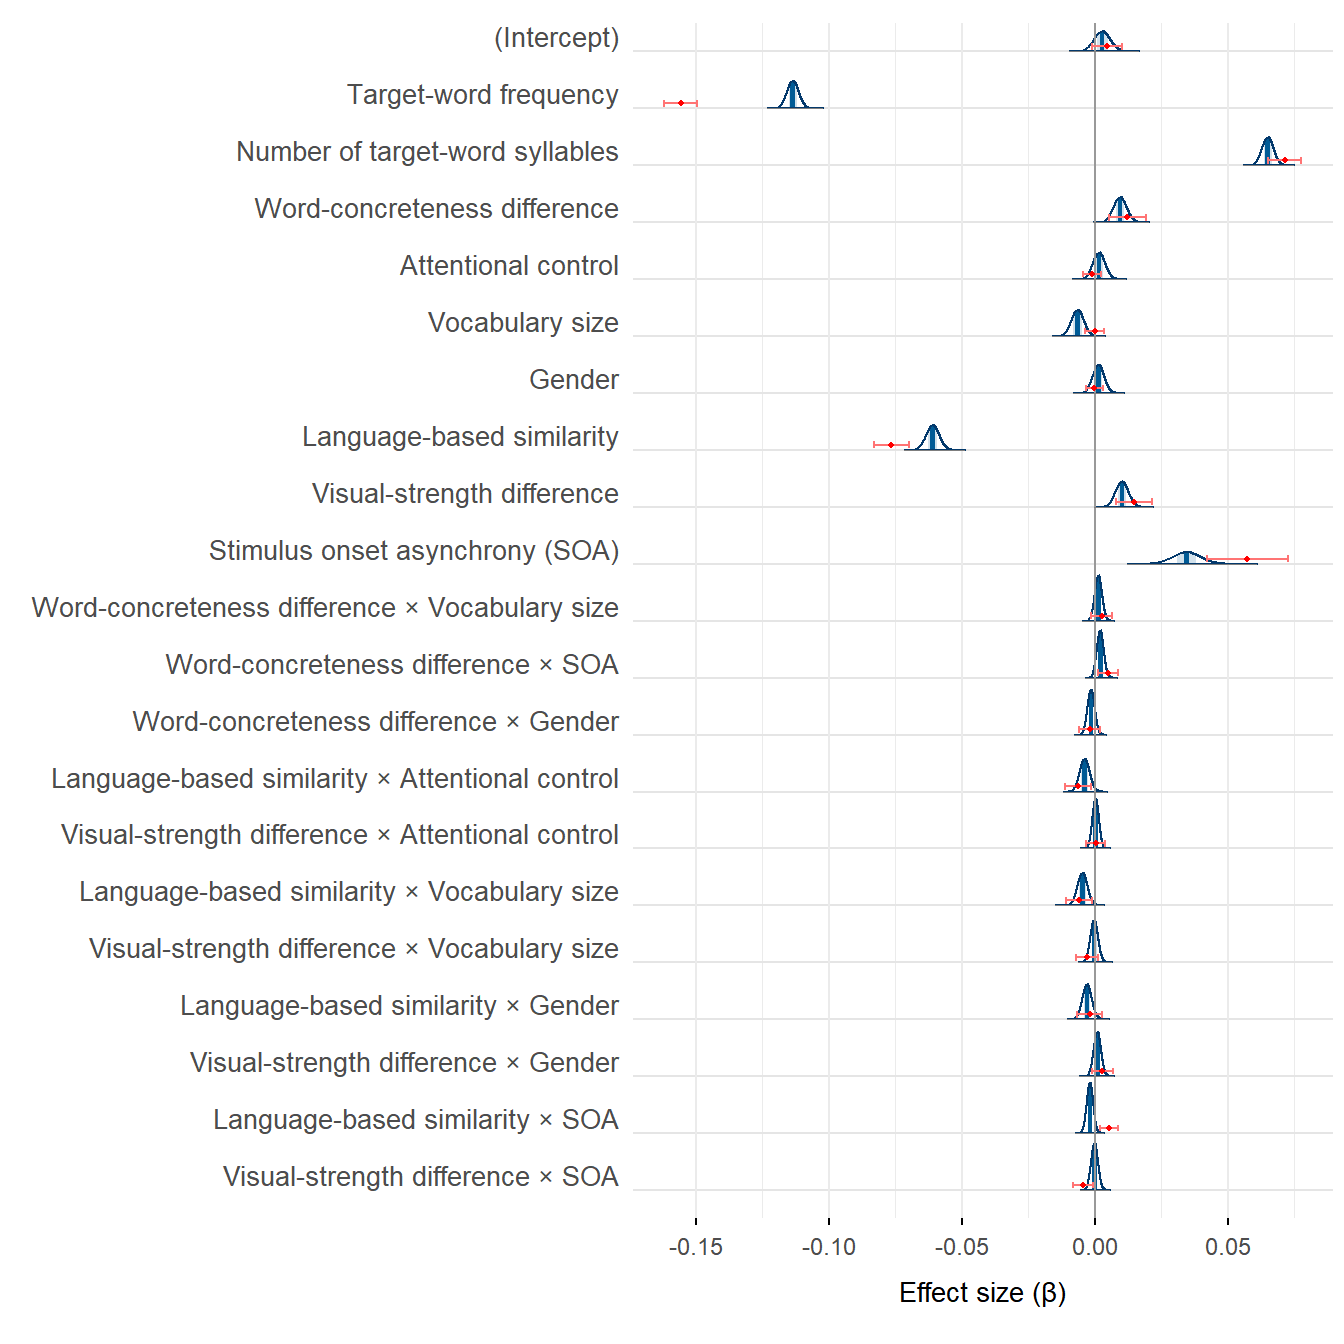 (Intercept)
Target-word frequency
Number of target-word syllables
Word-concreteness difference
Attentional control
Vocabulary size
Gender
Language-based similarity
Visual-strength difference
Stimulus onset asynchrony (SOA)
Word-concreteness difference × Vocabulary size
Word-concreteness difference × SOA
Word-concreteness difference × Gender
Language-based similarity × Attentional control
Visual-strength difference × Attentional control
Language-based similarity × Vocabulary size
Visual-strength difference × Vocabulary size
Language-based similarity × Gender
Visual-strength difference × Gender
Language-based similarity × SOA
Visual-strength difference × SOA
-0.15 -0.10 -0.05 0.00 0.05
Effect size (β)